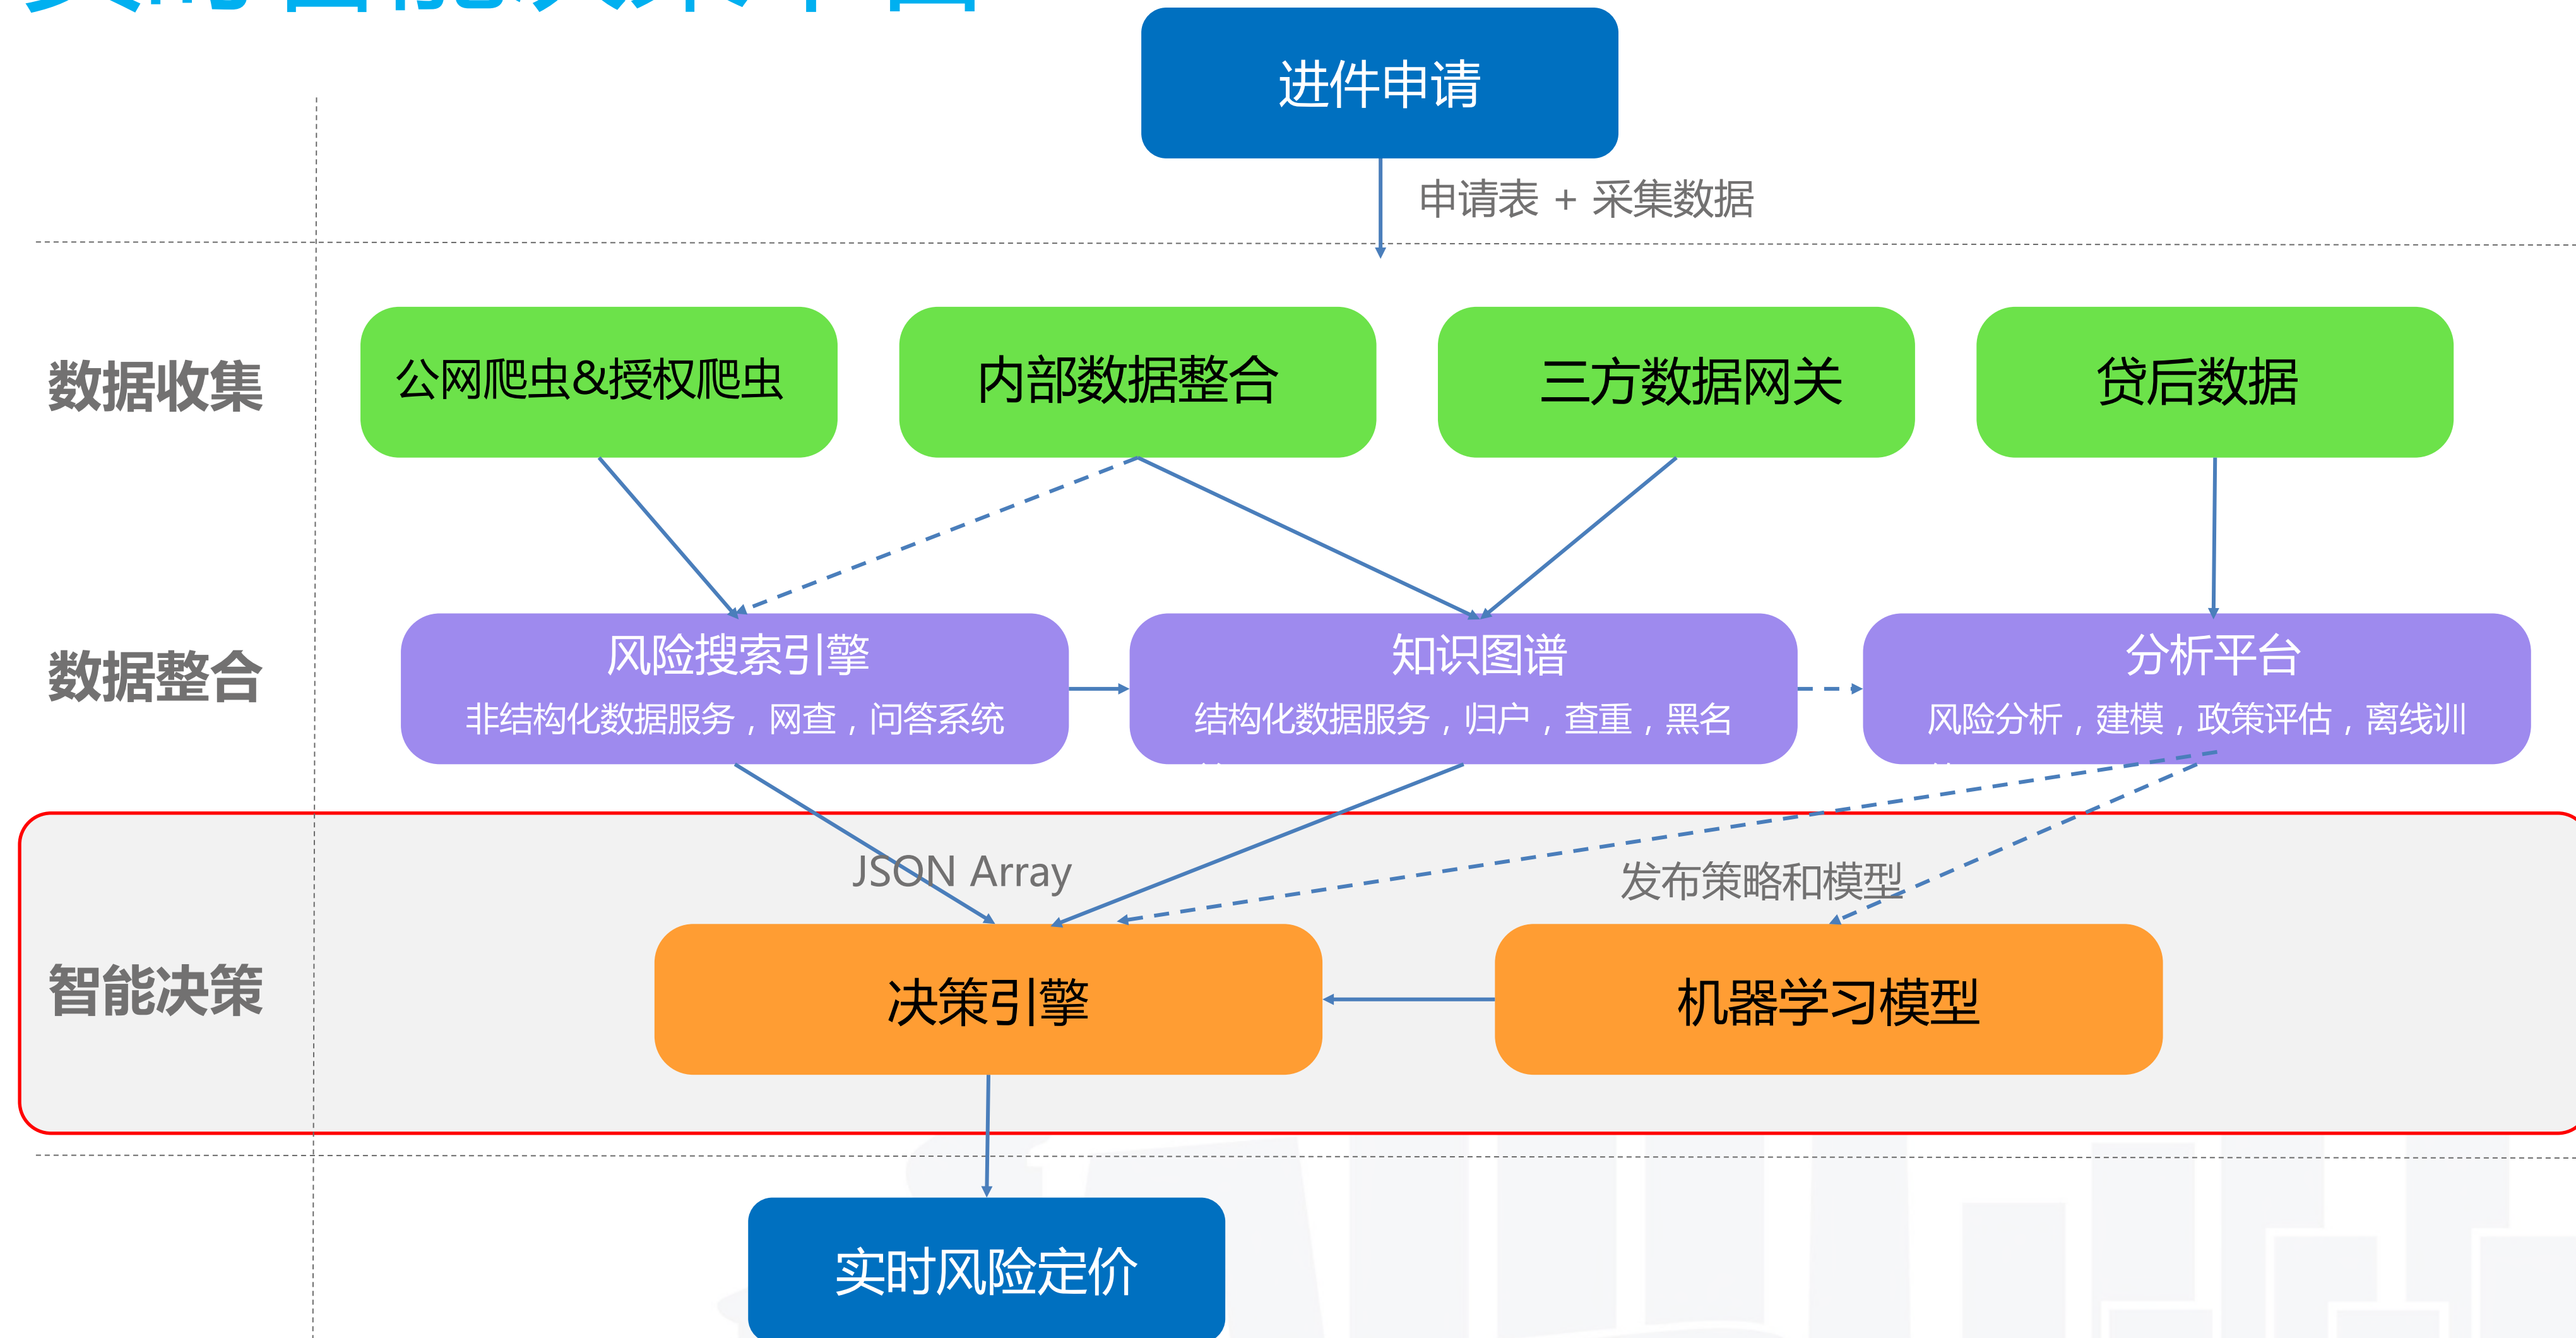 进件申请
申请表 + 采集数据
数据收集
公网爬虫&授权爬虫
内部数据整合
三方数据网关
贷后数据
数据整合
风险搜索引擎
非结构化数据服务，网查，问答系统
知识图谱
结构化数据服务，归户，查重，黑名
分析平台
风险分析，建模，政策评估，离线训
JSON Array
发布策略和模型
智能决策
决策引擎
机器学习模型
实时风险定价